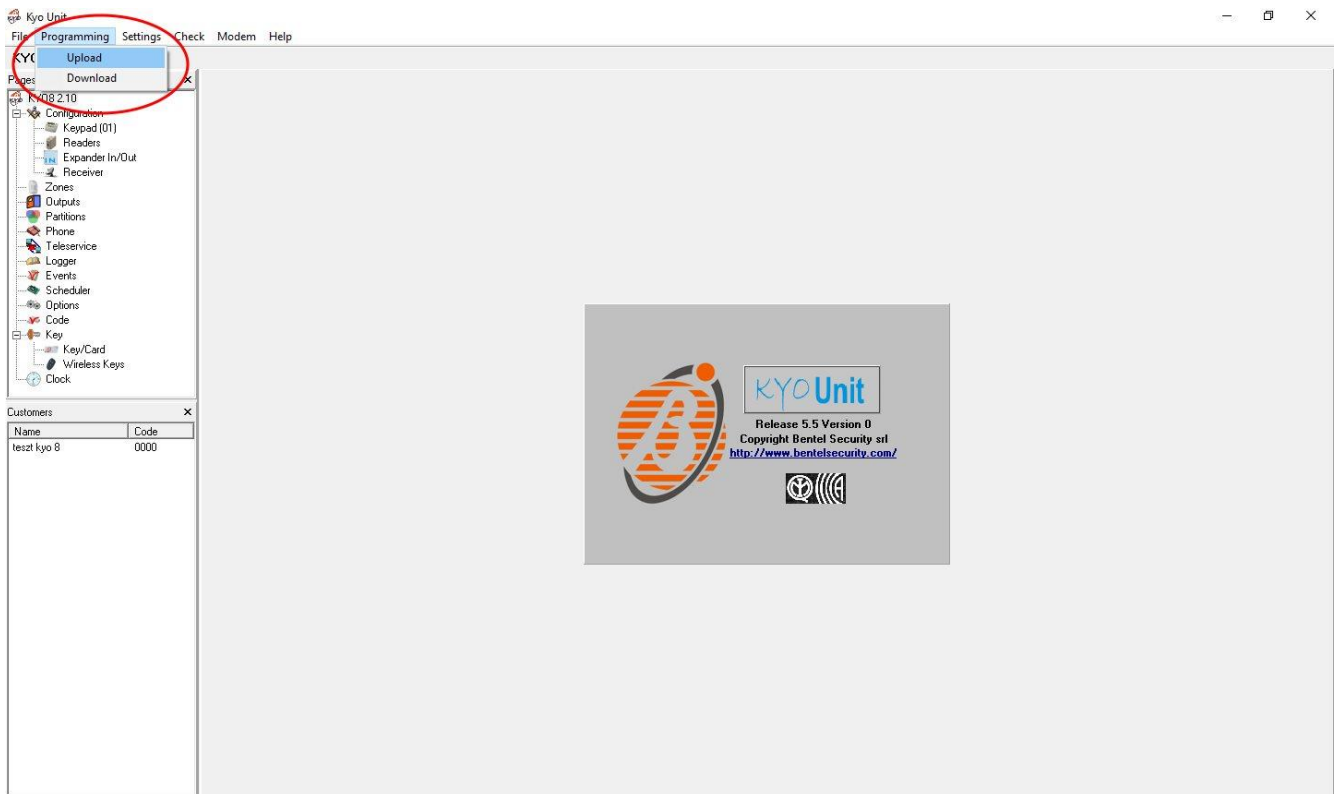 Kyo Unit
File Programming Settings Check Modem Help
KY
Upload
Download
Pages
KYO8 2.10
Configuration
Keypad (01)
Readers
IN Expander In/Out
Receiver
Zones
Outputs
Partitions
Phone
Teleservice
Logger
Events
Scheduler
Options
Code
Key
Key/Card
Wireless Keys
Clock
Customers
Name Code
teszt kyo 8 0000
KYO Unit
Release 5.5 Version 0
Copyright Bentel Security srl
http://www.bentelsecurity.com/